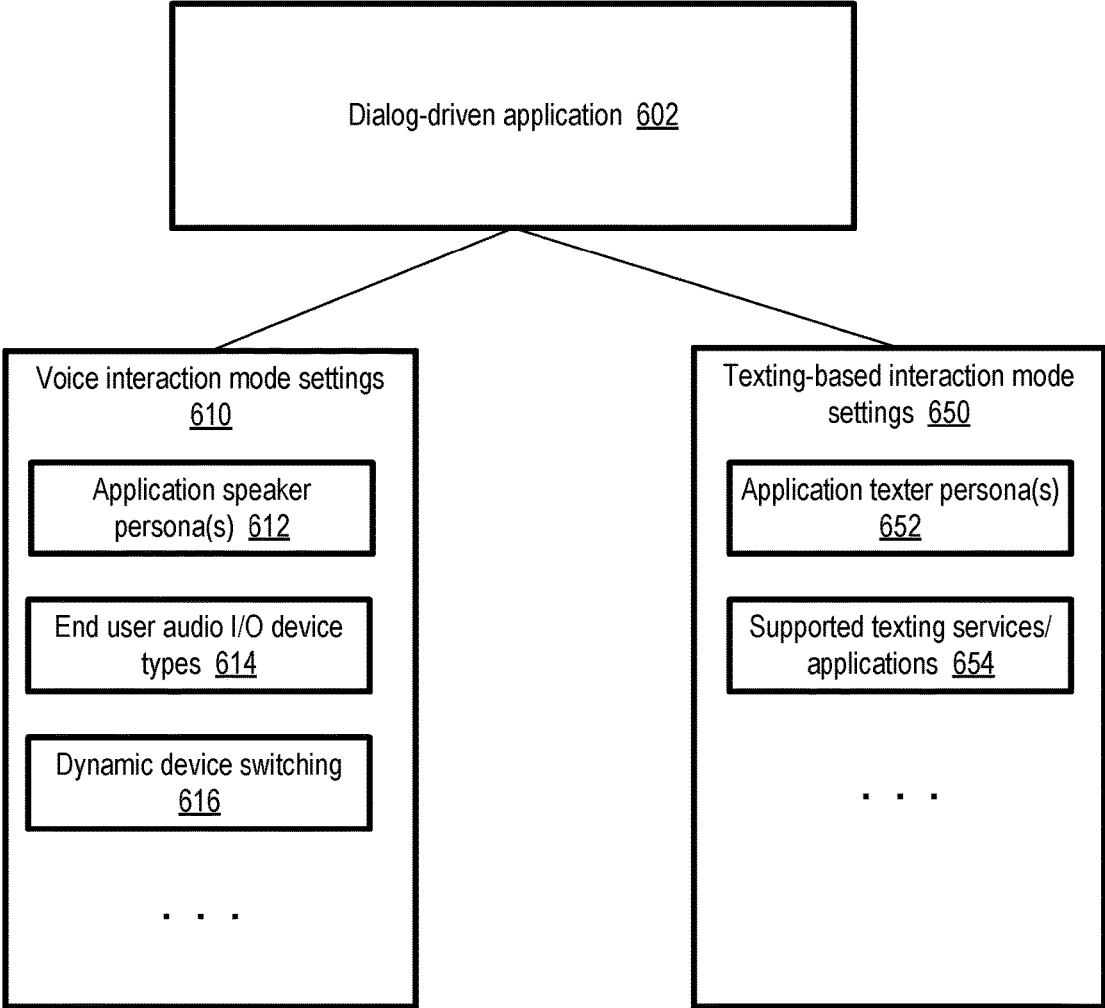 Dialog-driven application 602
Voice interaction mode settings
610
Application speaker
persona(s) 612
End user audio I/O device
types 614
Dynamic device switching
616
. . .
Texting-based interaction mode
settings 650
Application texter persona(s)
652
Supported texting services/
applications 654
. . .